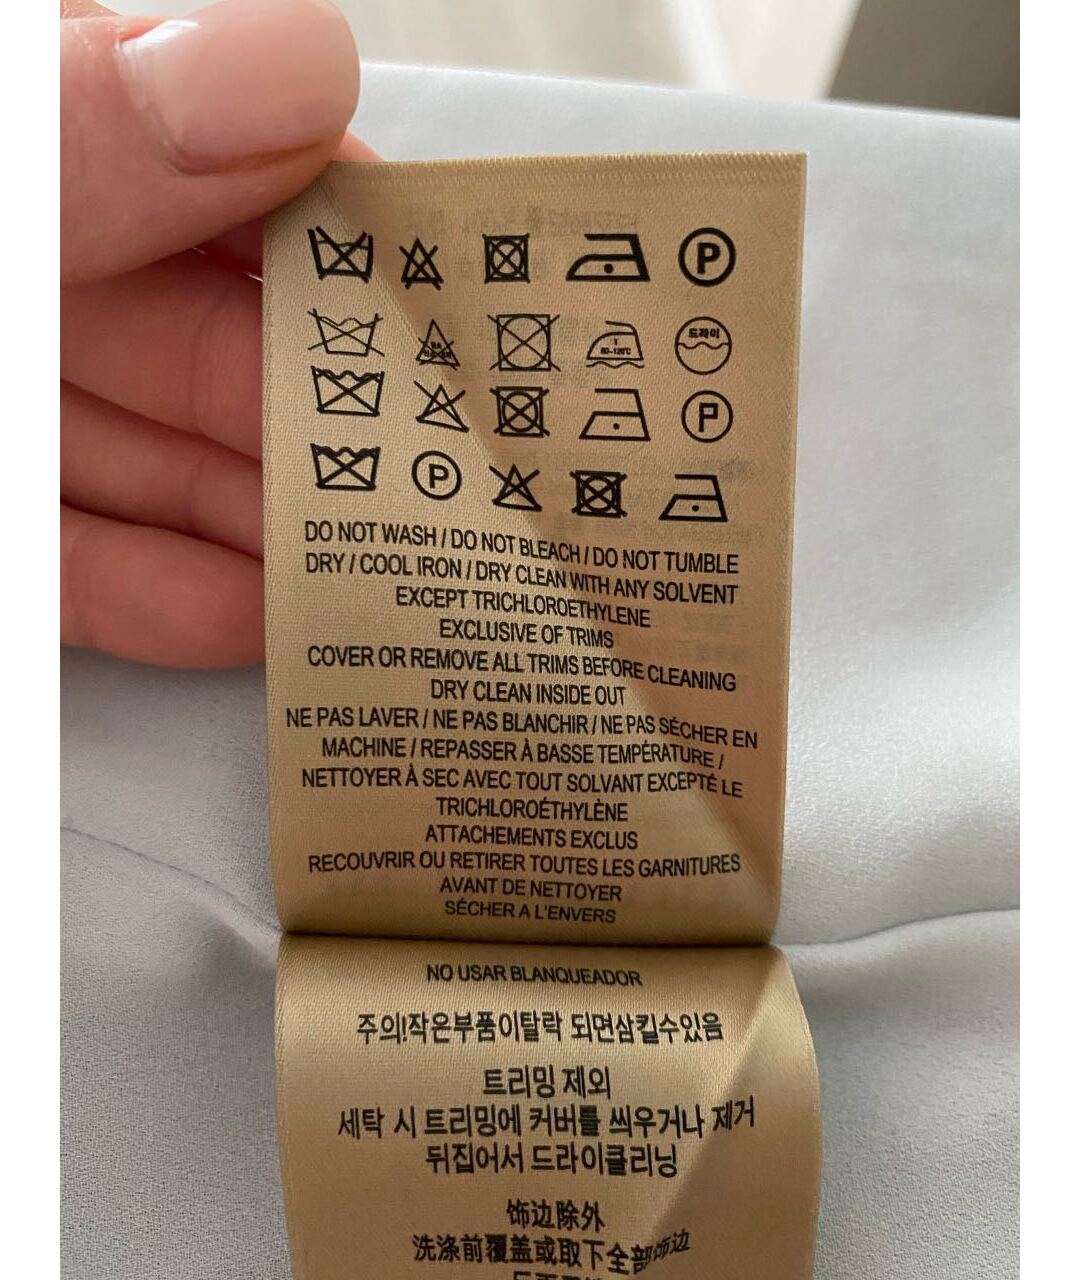 P
드라이
80~120℃
P
P
DO NOT WASH / DO NOT BLEACH / DO NOT TUMBLE
DRY / COOL IRON / DRY CLEAN WITH ANY SOLVENT
EXCEPT TRICHLOROETHYLENE
EXCLUSIVE OF TRIMS
COVER OR REMOVE ALL TRIMS BEFORE CLEANING
DRY CLEAN INSIDE OUT
NE PAS LAVER / NE PAS BLANCHIR / NE PAS SÉCHER EN
MACHINE / REPASSER À BASSE TEMPÉRATURE /
NETTOYER À SEC AVEC TOUT SOLVANT EXCEPTÉ LE
TRICHLOROÉTHYLÈNE
ATTACHEMENTS EXCLUS
RECOUVRIR OU RETIRER TOUTES LES GARNITURES
AVANT DE NETTOYER
SÉCHER A L'ENVERS
NO USAR BLANQUEADOR
주의!작은부품이탈락 되면삼킬수있음
트리밍 제외
세탁 시 트리밍에 커버를 씌우거나 제거
뒤집어서 드라이클리닝
饰边除外
洗涤前覆盖或取下全部饰边